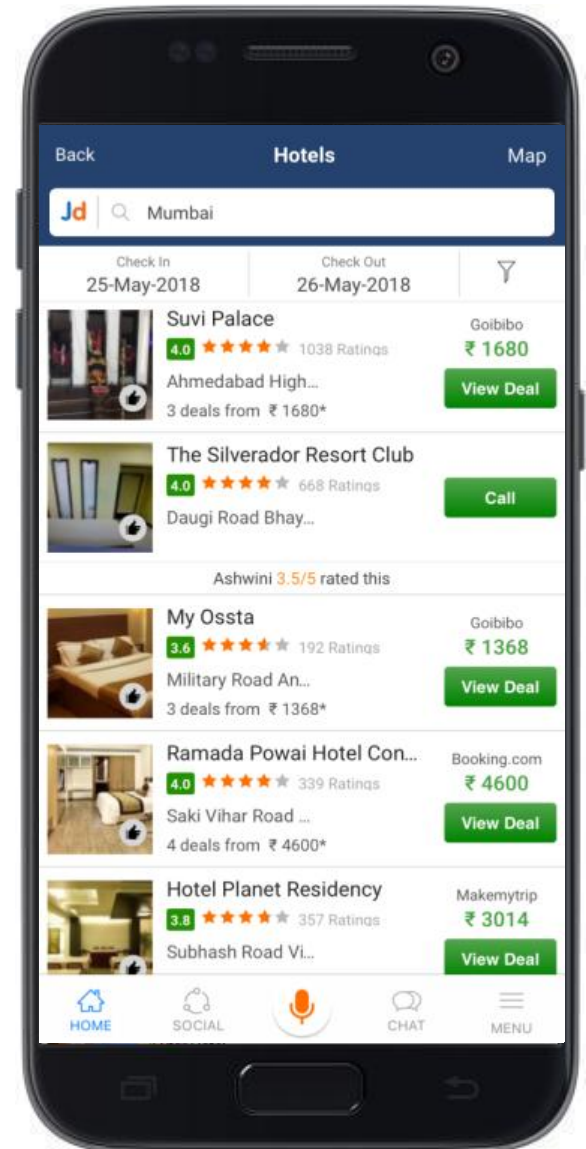 Back Hotels Map
Jd Mumbai
Check In Check Out
25-May-2018 26-May-2018
Suvi Palace
Goibibo
4.0 1038 Ratings
₹ 1680
Ahmedabad High...
View Deal
3 deals from ₹ 1680*
The Silverador Resort Club
4.0 668 Ratings
Call
Daugi Road Bhay...
Ashwini 3.5/5 rated this
My Ossta
Goibibo
3.6 192 Ratings
₹ 1368
Military Road An...
View Deal
3 deals from ₹ 1368*
Ramada Powai Hotel Con...
Booking.com
4.0 339 Ratings
₹ 4600
Saki Vihar Road ...
View Deal
4 deals from ₹ 4600*
Hotel Planet Residency
Makemytrip
3.8 357 Ratings
₹ 3014
Subhash Road Vi...
View Deal
HOME SOCIAL CHAT MENU